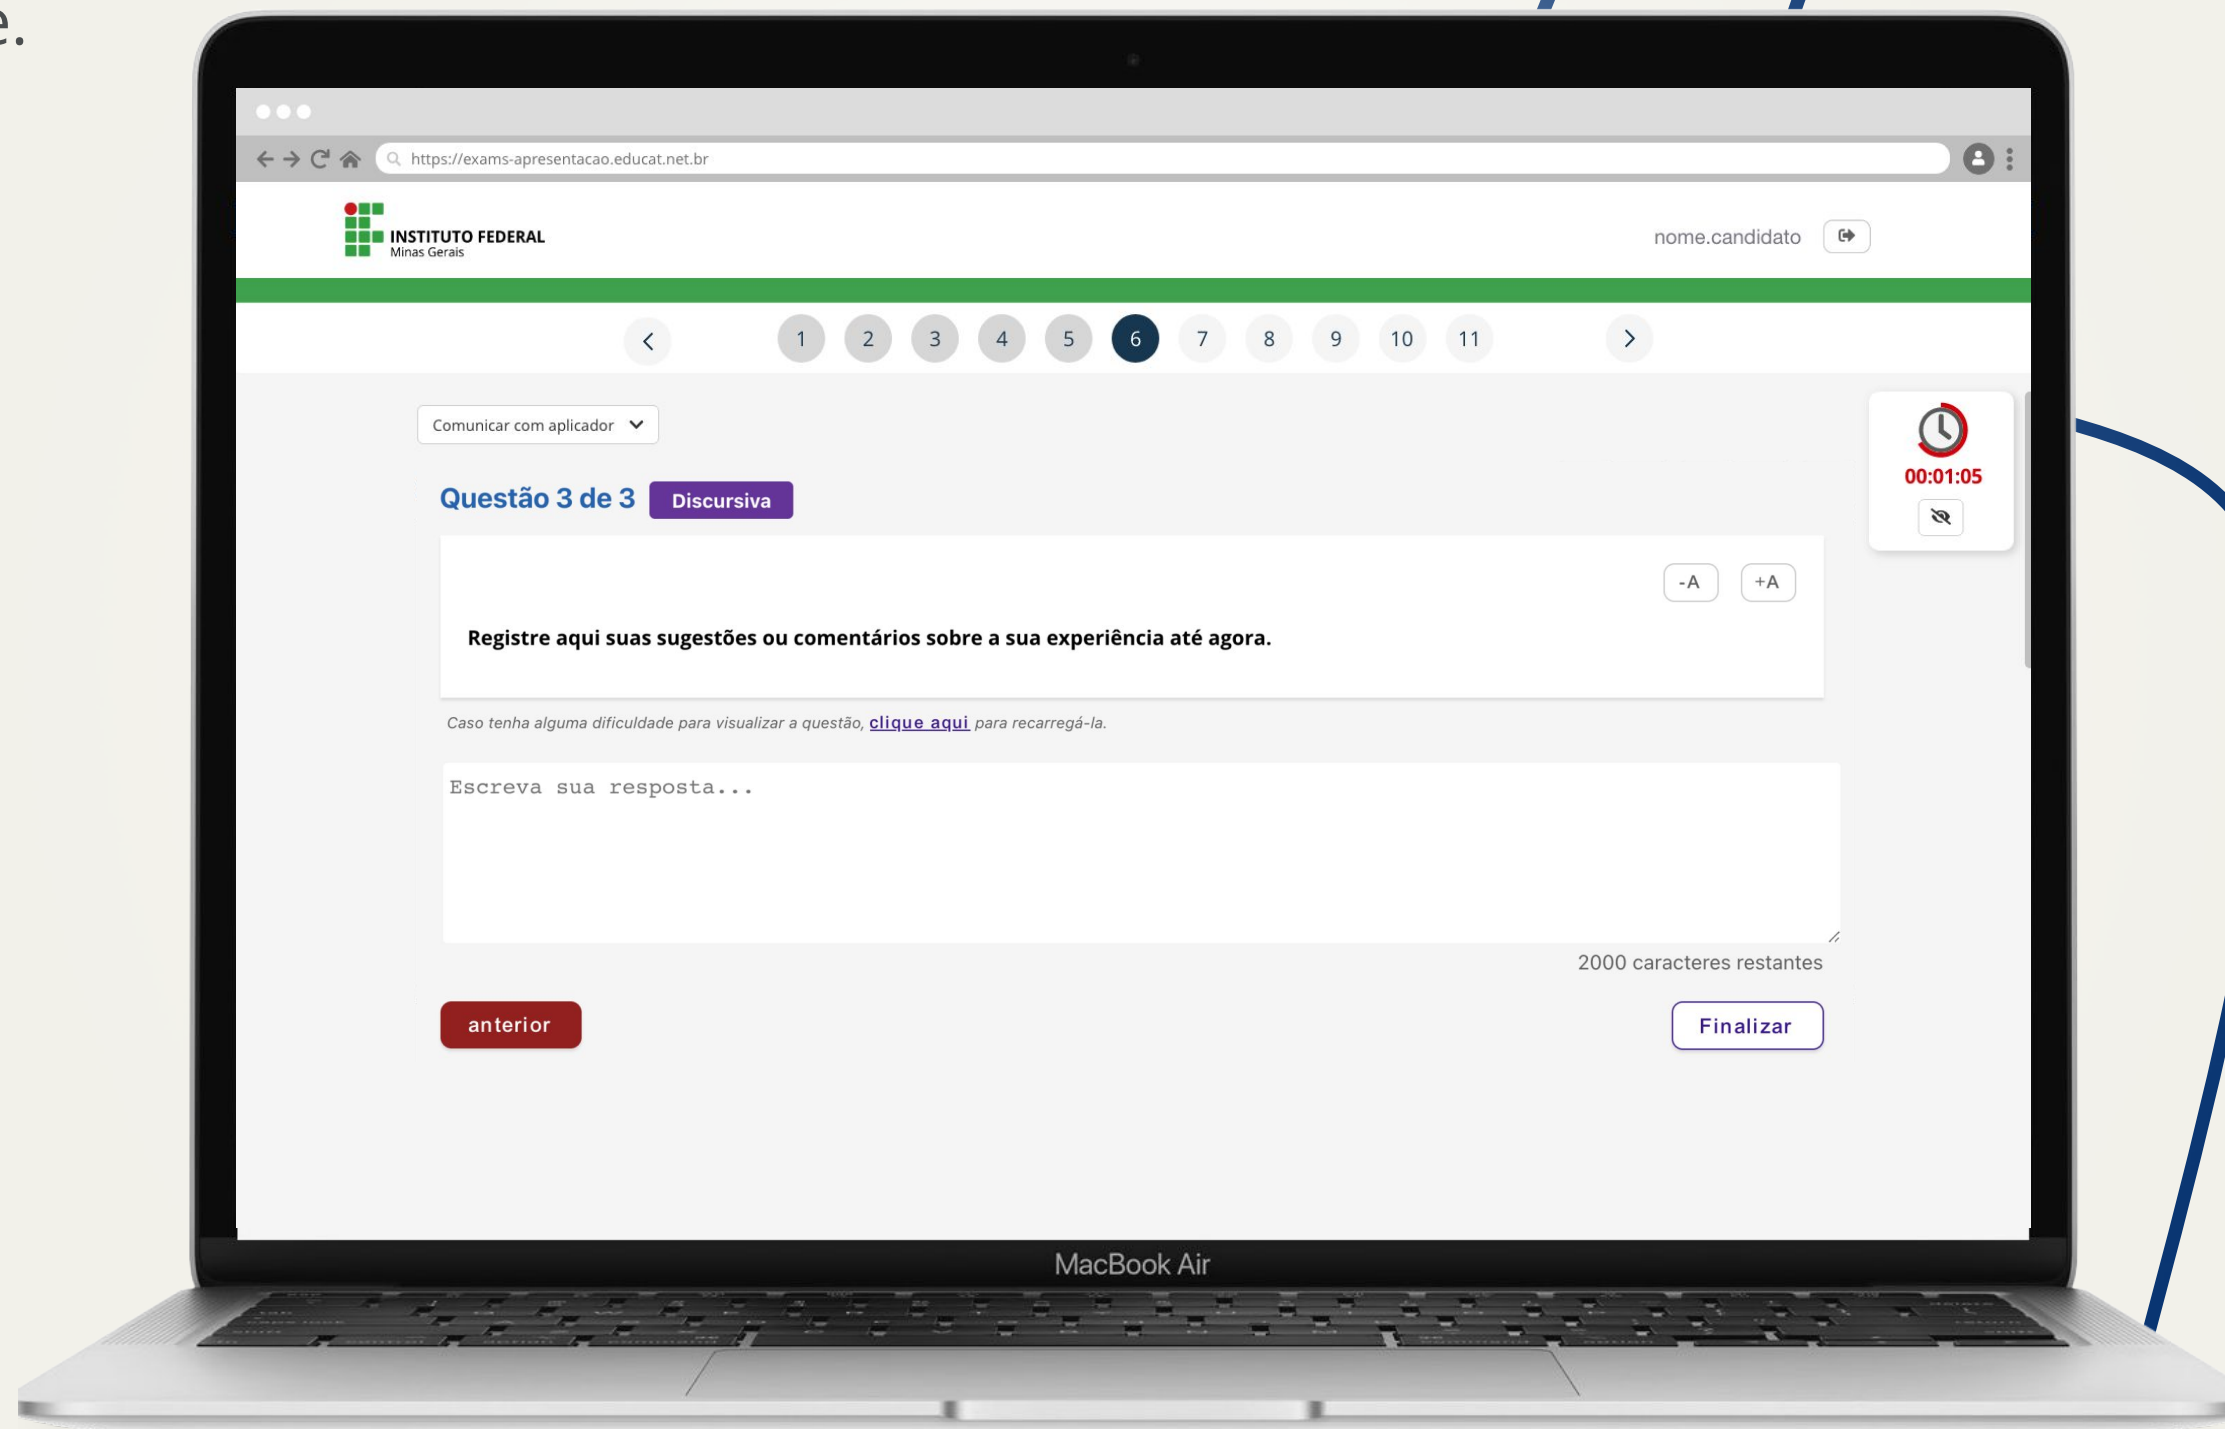 e.
https://exams-apresentacao.educat.net.br
INSTITUTO FEDERAL
Minas Gerais
nome.candidato
1 2 3 4 5 6 7 8 9 10 11
Comunicar com aplicador
00:01:05
Questão 3 de 3 Discursiva
-A +A
Registre aqui suas sugestões ou comentários sobre a sua experiência até agora.
Caso tenha alguma dificuldade para visualizar a questão, clique aqui para recarregá-la.
Escreva sua resposta...
2000 caracteres restantes
anterior Finalizar
MacBook Air